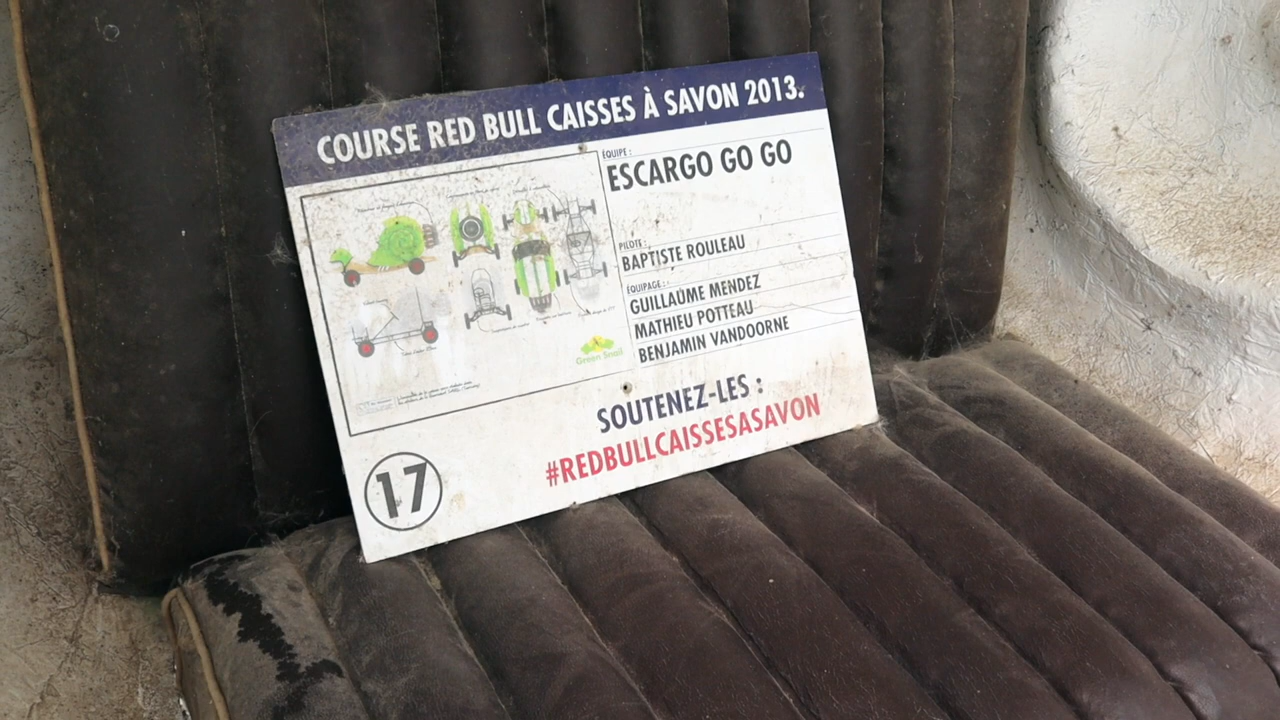 COURSE RED BULL CAISSES À SAVON 2013.
ÉQUIPE :
ESCARGO GO GO
PILOTE :
BAPTISTE ROULEAU
ÉQUIPAGE :
GUILLAUME MENDEZ
MATHIEU POTTEAU
BENJAMIN VANDOORNE
Green Snail
SOUTENEZ-LES :
#REDBULLCAISSESASAVON
17